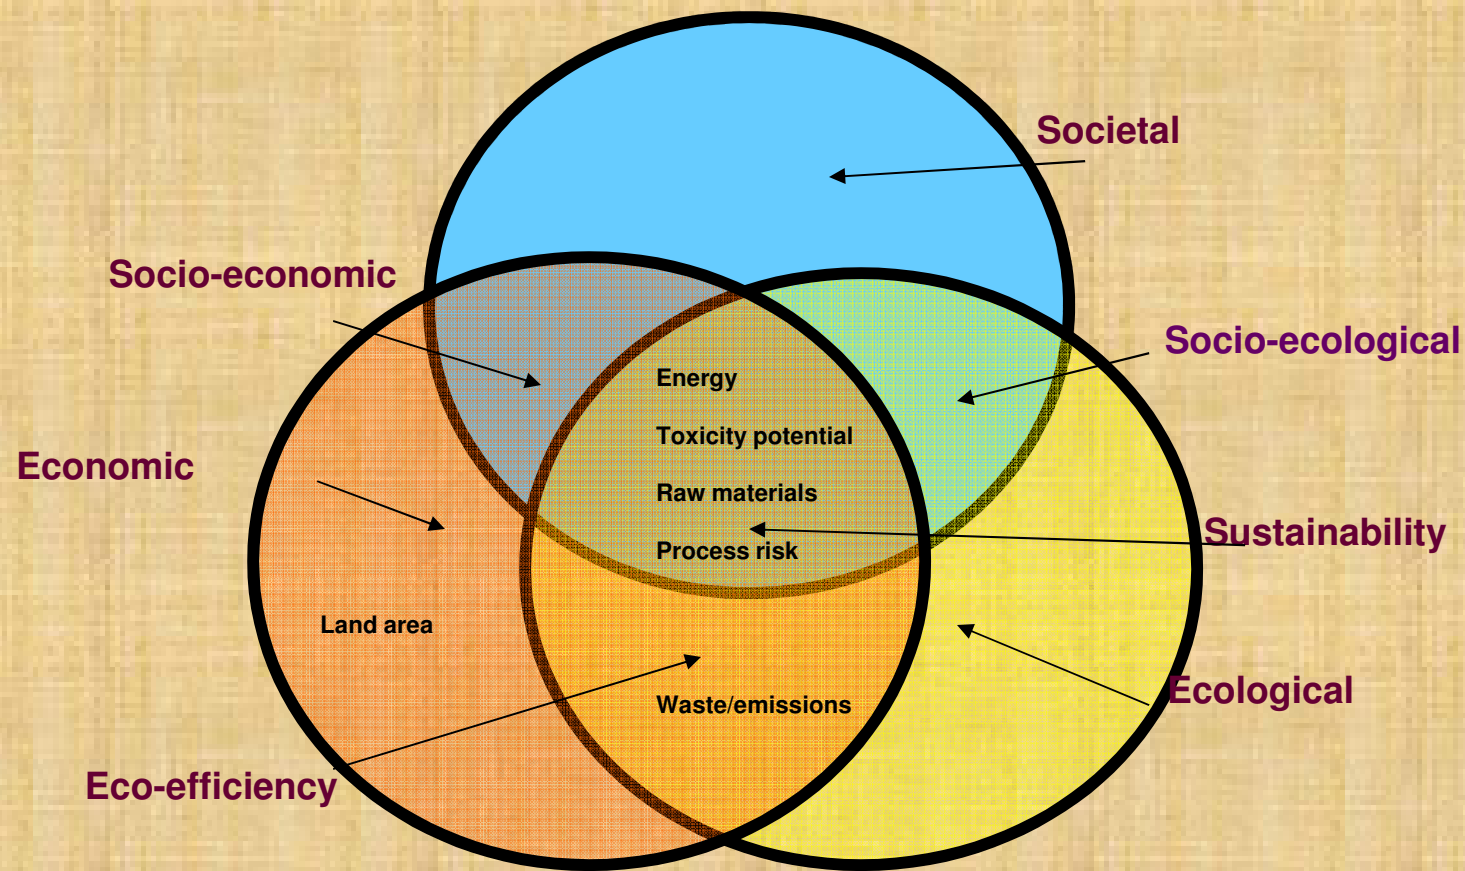 Societal
Socio-economic
Socio-ecological
Energy
Toxicity potential
Economic
Raw materials
Sustainability
Process risk
Land area
Ecological
Waste/emissions
Eco-efficiency